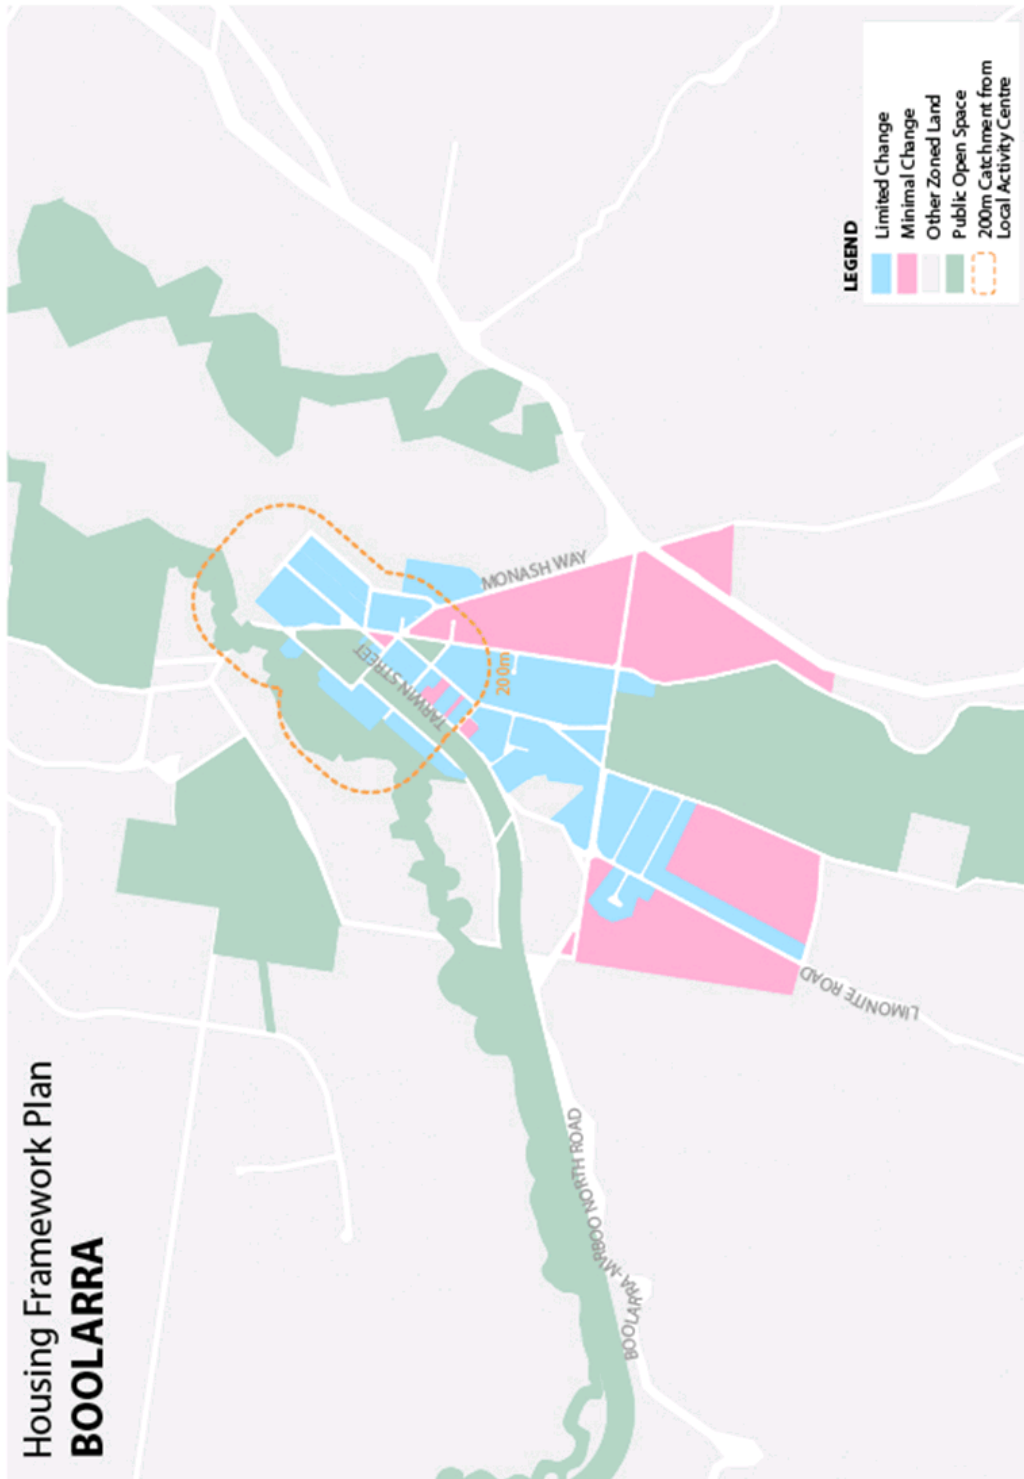 Housing Framework Plan
BOOLARRA
TARWIN STREET
MONASH WAY
200m
LIMONITE ROAD
BOOLARRA-MIRBOO NORTH ROAD
LEGEND
Limited Change
Minimal Change
Other Zoned Land
Public Open Space
200m Catchment from
Local Activity Centre